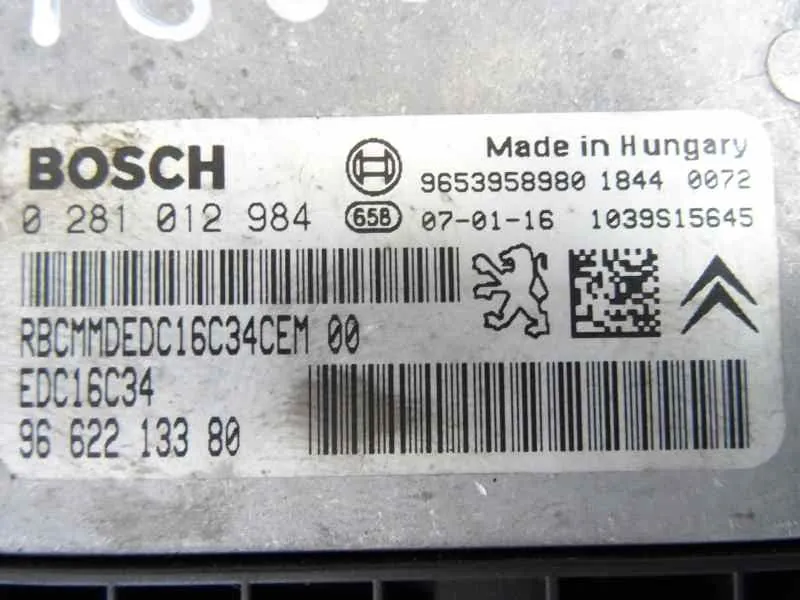 BOSCH
Made in Hungary
9653958980 1844 0072
0 281 012 984
658
07-01-16 1039S15645
RBCMMDEDC16C34CEM 00
EDC16C34
96 622 133 80